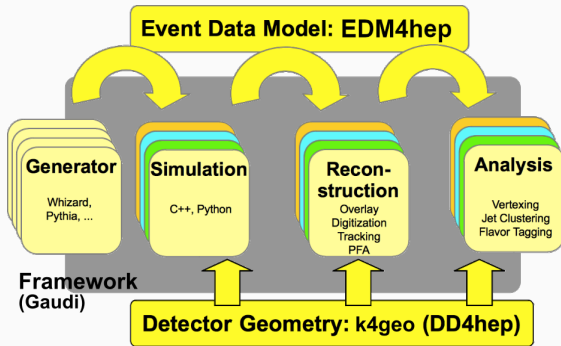 Event Data Model: EDM4hep
Generator
Whizard,
Pythia, ...
Simulation
C++, Python
Recon-
struction
Overlay
Digitization
Tracking
PFA
Analysis
Vertexing
Jet Clustering
Flavor Tagging
Framework
(Gaudi)
Detector Geometry: k4geo (DD4hep)